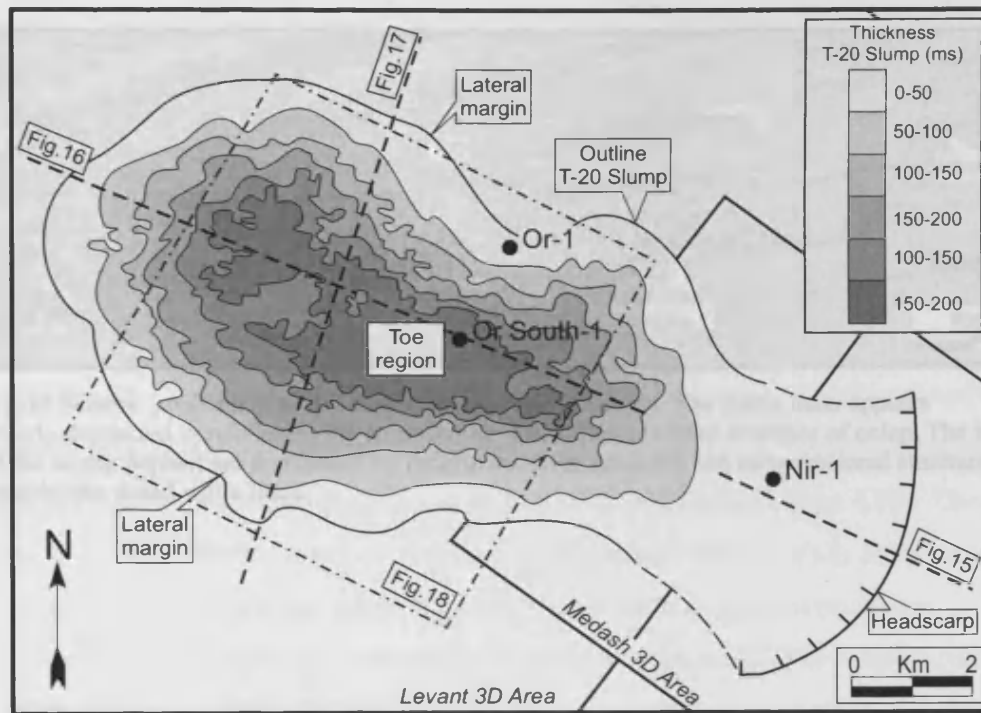 Thickness
T-20 Slump (ms)
0-50
50-100
100-150
150-200
100-150
150-200
Fig.17
Lateral
margin
Fig.16
Outline
T-20 Slump
Or-1
Toe
region
Or South-1
Nir-1
Lateral
margin
Fig.18
Fig.15
Headscarp
N
Medash 3D Area
Levant 3D Area
0 Km 2